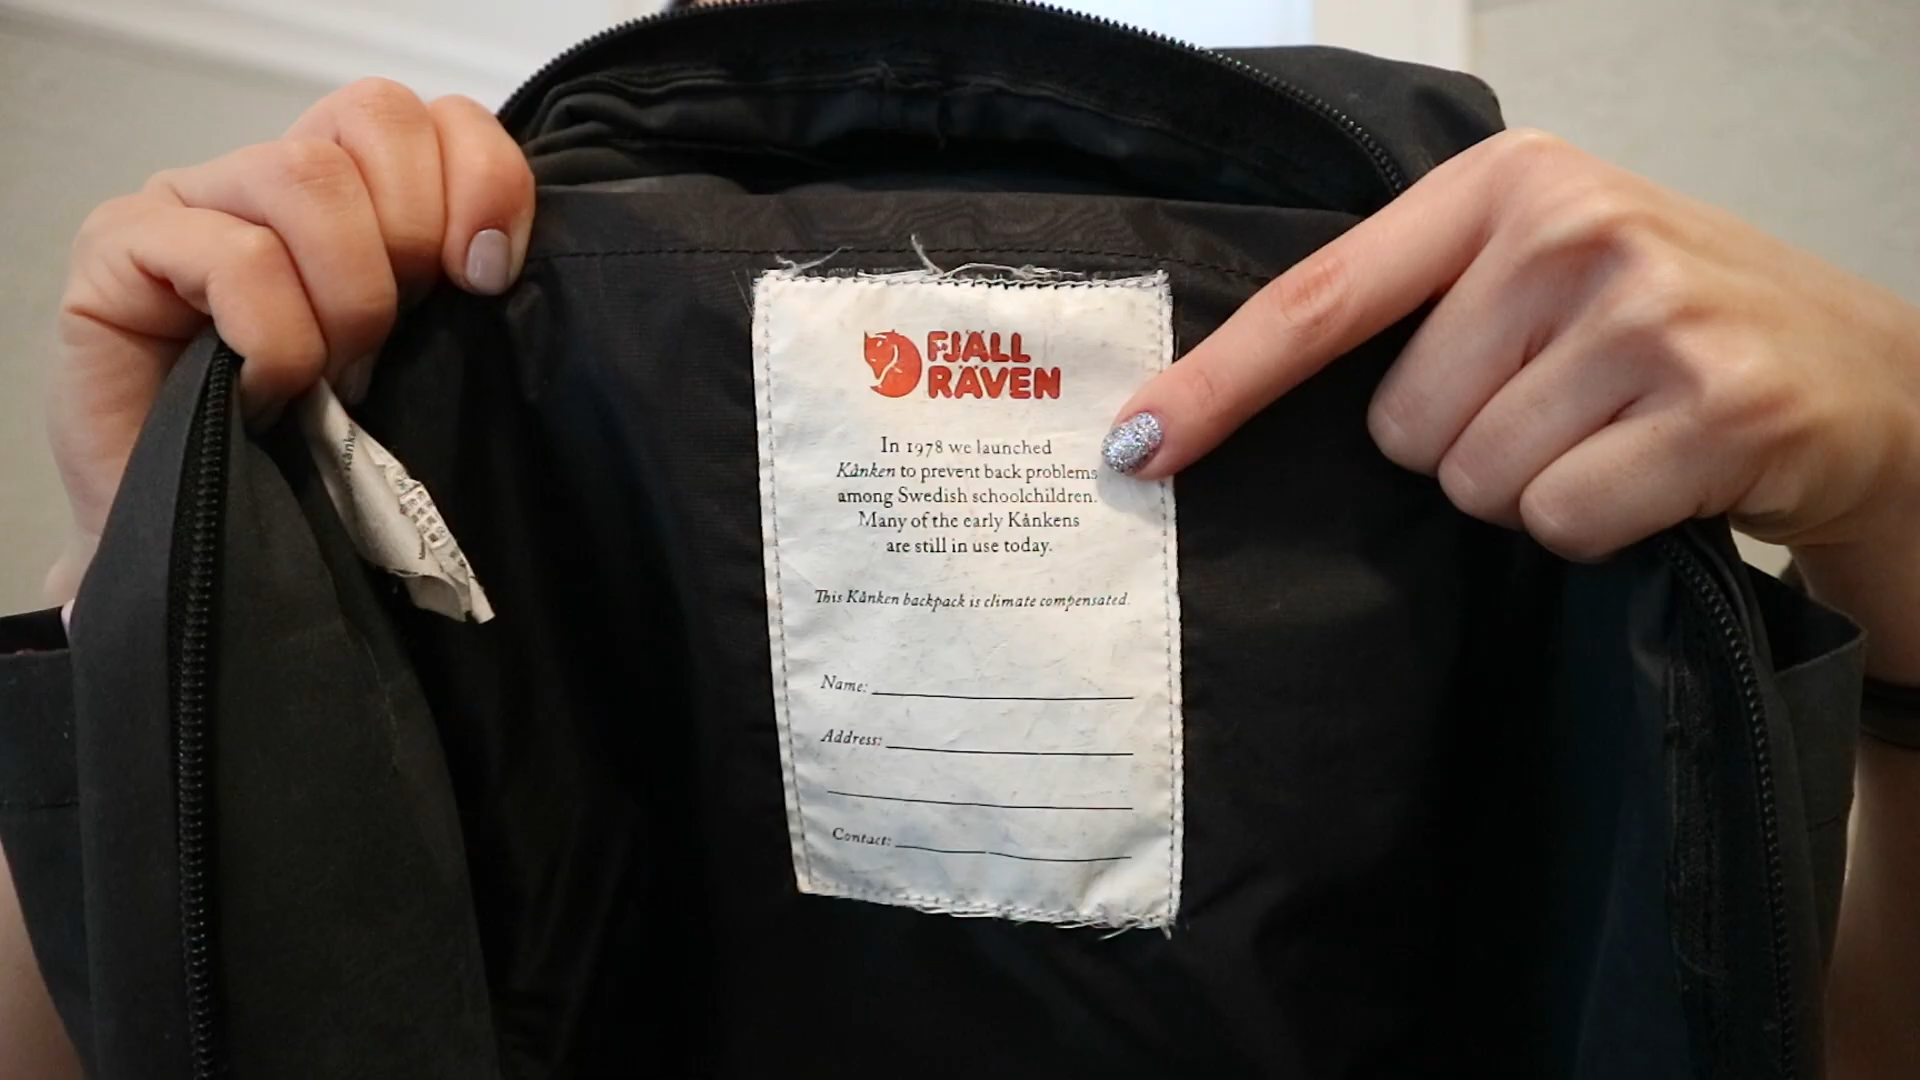 FJÄLL
RÄVEN
In 1978 we launched
Kånken to prevent back problems
among Swedish schoolchildren.
Many of the early Kånkens
are still in use today.
This Kånken backpack is climate compensated.
Name:
Address:
Contact: